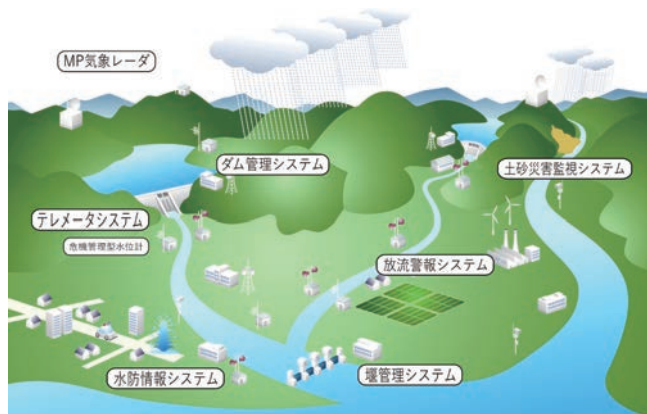 MP気象レーダ
ダム管理システム
土砂災害監視システム
テレメータシステム
危機管理型水位計
放流警報システム
水防情報システム
堰管理システム